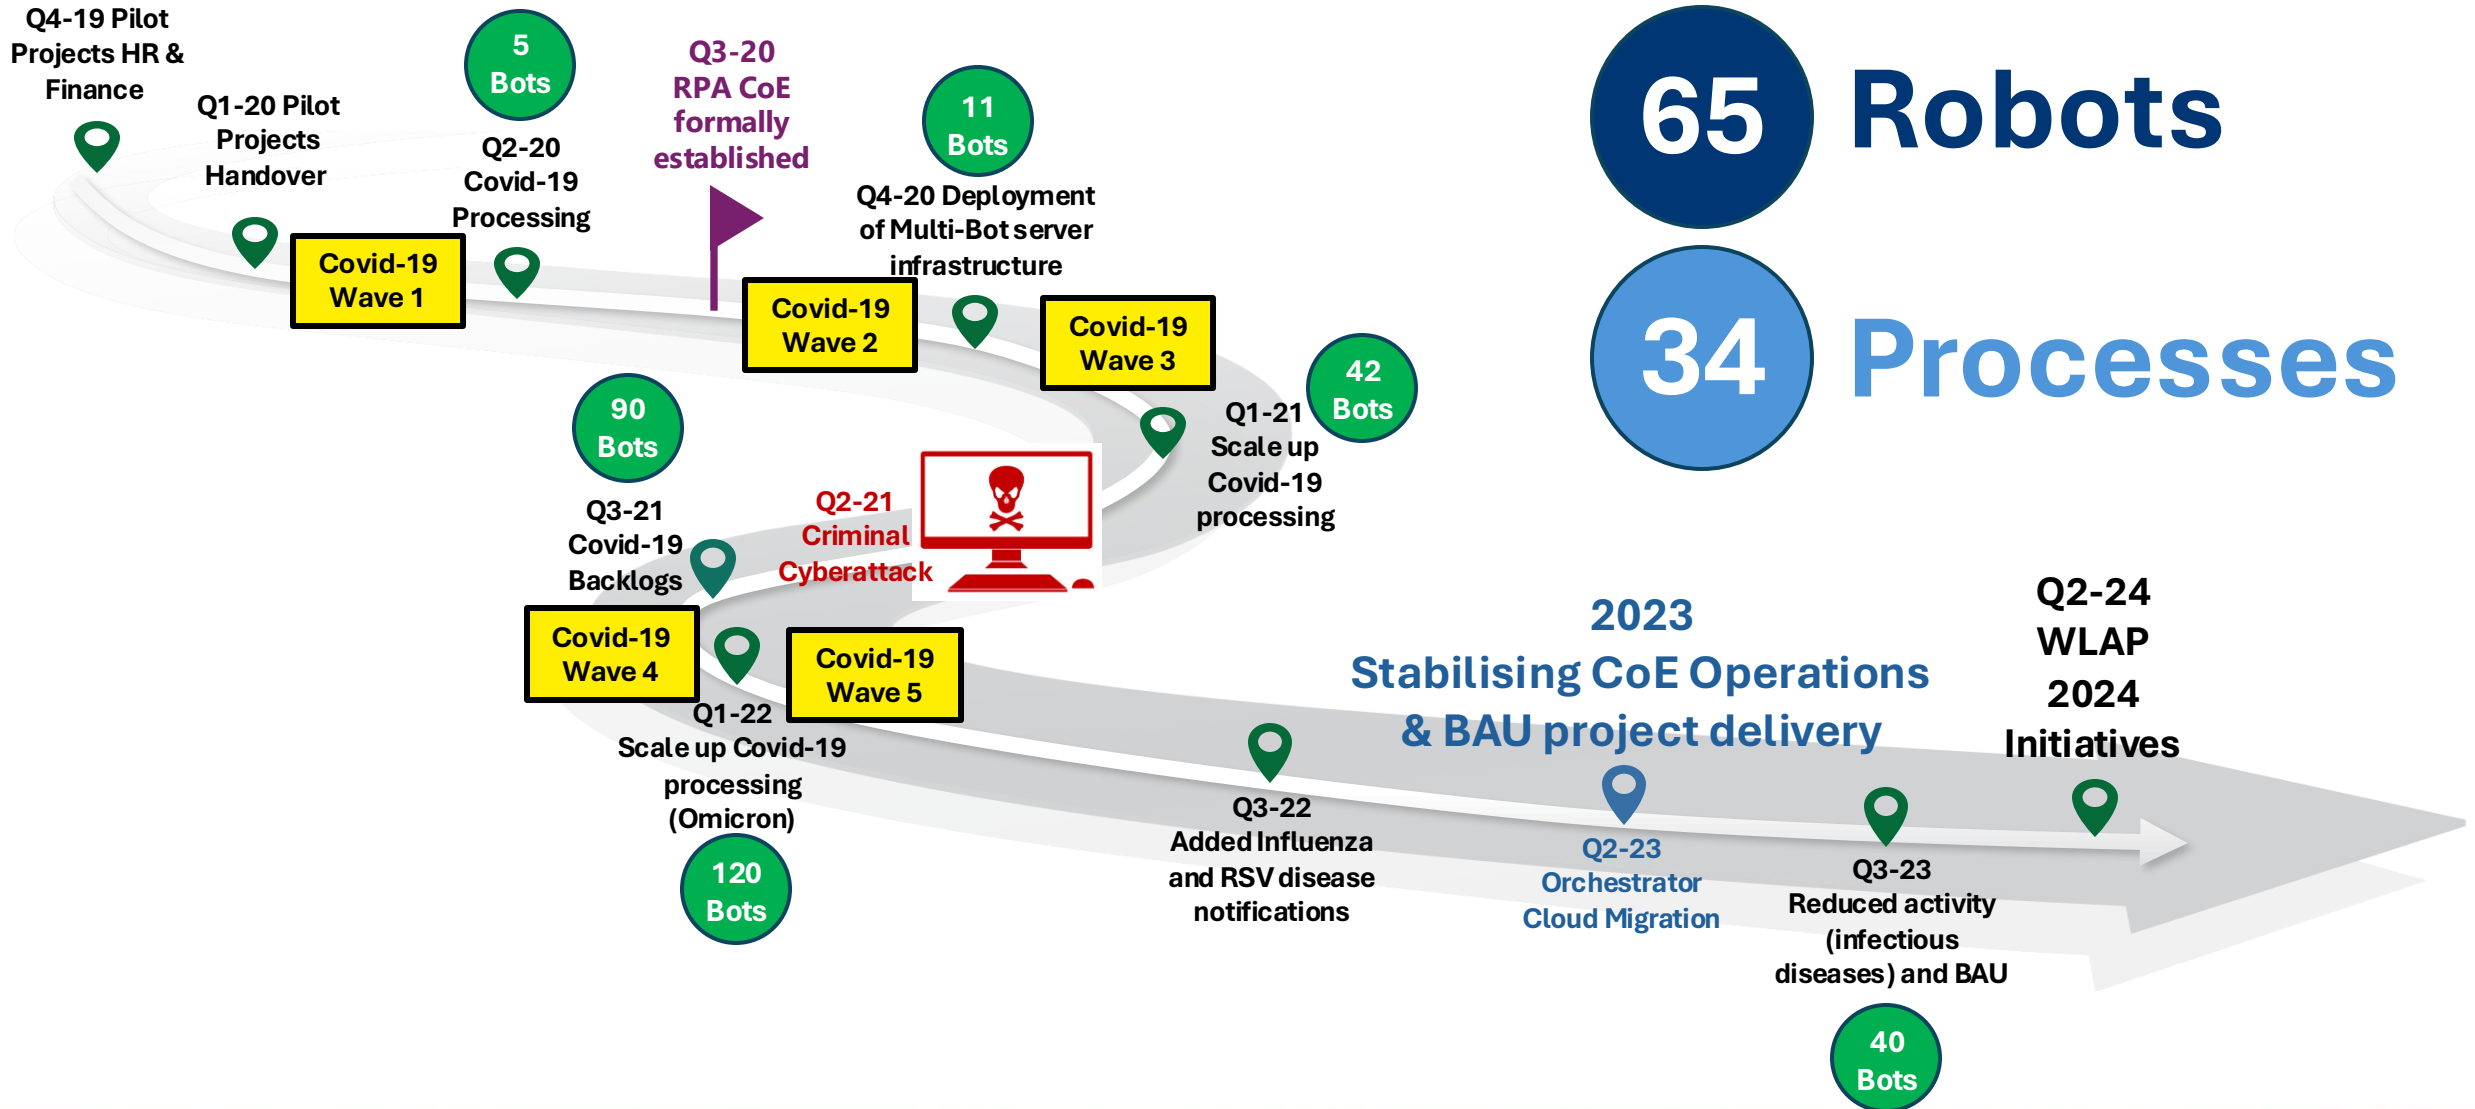 Q4-19 Pilot
Projects HR &
Finance
Q1-20 Pilot
Projects
Handover
5
Bots
Q2-20
Covid-19
Processing
Covid-19
Wave 1
Q3-20
RPA CoE
formally
established
Covid-19
Wave 2
11
Bots
Q4-20 Deployment
of Multi-Bot server
infrastructure
Covid-19
Wave 3
42
Bots
Q1-21
Scale up
Covid-19
processing
Q2-21
Criminal
Cyberattack
90
Bots
Q3-21
Covid-19
Backlogs
Covid-19
Wave 4
Q1-22
Scale up Covid-19
processing
(Omicron)
120
Bots
Covid-19
Wave 5
Q3-22
Added Influenza
and RSV disease
notifications
2023
Stabilising CoE Operations
& BAU project delivery
Q2-23
Orchestrator
Cloud Migration
Q3-23
Reduced activity
(infectious
diseases) and BAU
40
Bots
Q2-24
WLAP
2024
Initiatives
65
Robots
34
Processes